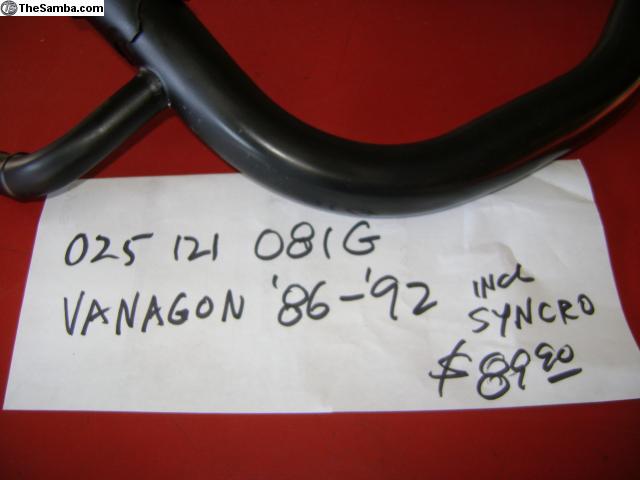 TheSamba.com
025 121 081G
VANAGON '86-'92 INCL SYNCRO
$89.90